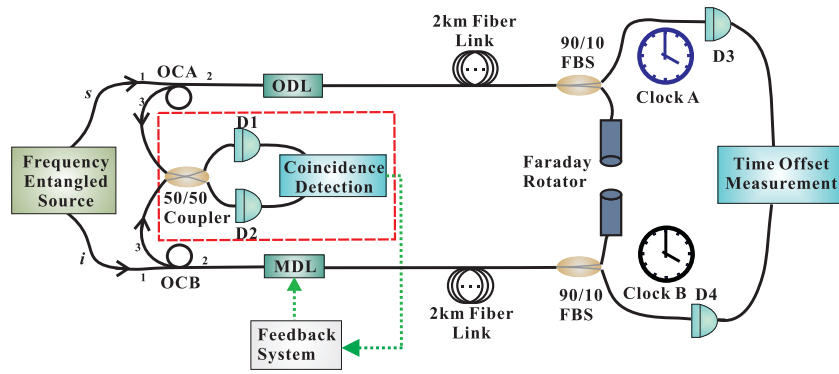 2km Fiber
Link
90/10
FBS
D3
Clock A
OCA
1
2
3
s
ODL
D1
Frequency
Entangled
Source
Coincidence
Detection
50/50
Coupler
D2
Faraday
Rotator
Time Offset
Measurement
i
3
2
1
OCB
MDL
2km Fiber
Link
90/10
FBS
Clock B
D4
Feedback
System